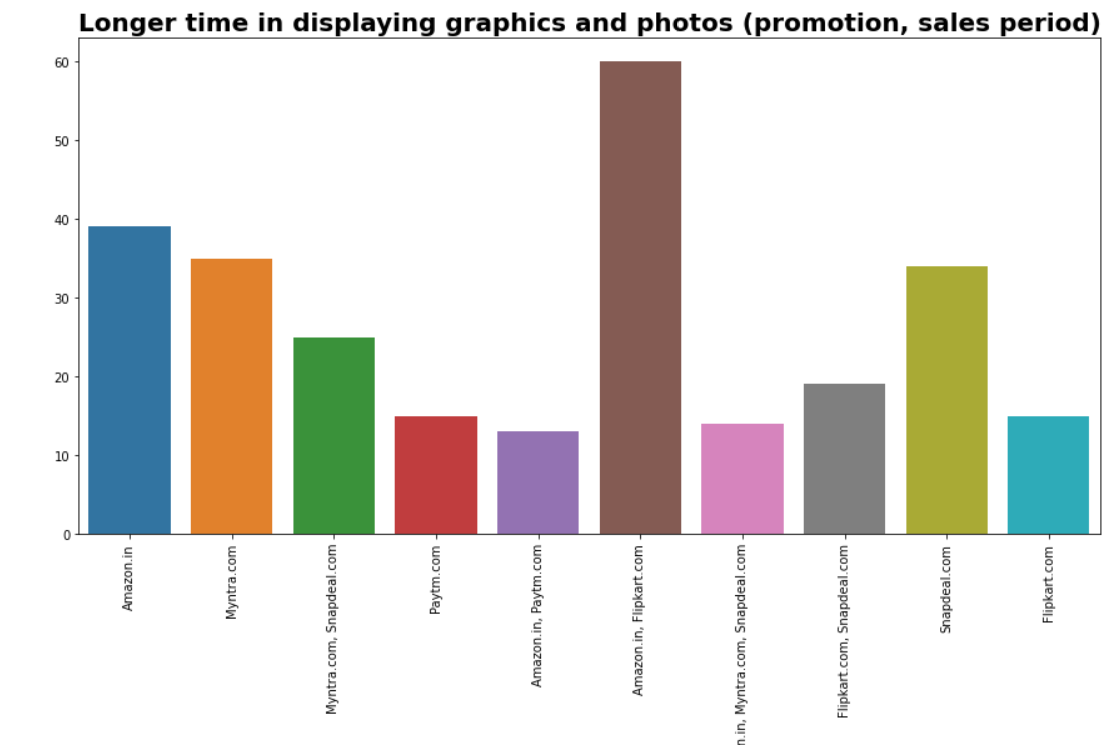 Longer time in displaying graphics and photos (promotion, sales period)
60
50
40
30
20
10
0
Amazon.in
Myntra.com
Myntra.com, Snapdeal.com
Paytm.com
Amazon.in, Paytm.com
Amazon.in, Flipkart.com
n.in, Myntra.com, Snapdeal.com
Flipkart.com, Snapdeal.com
Snapdeal.com
Flipkart.com